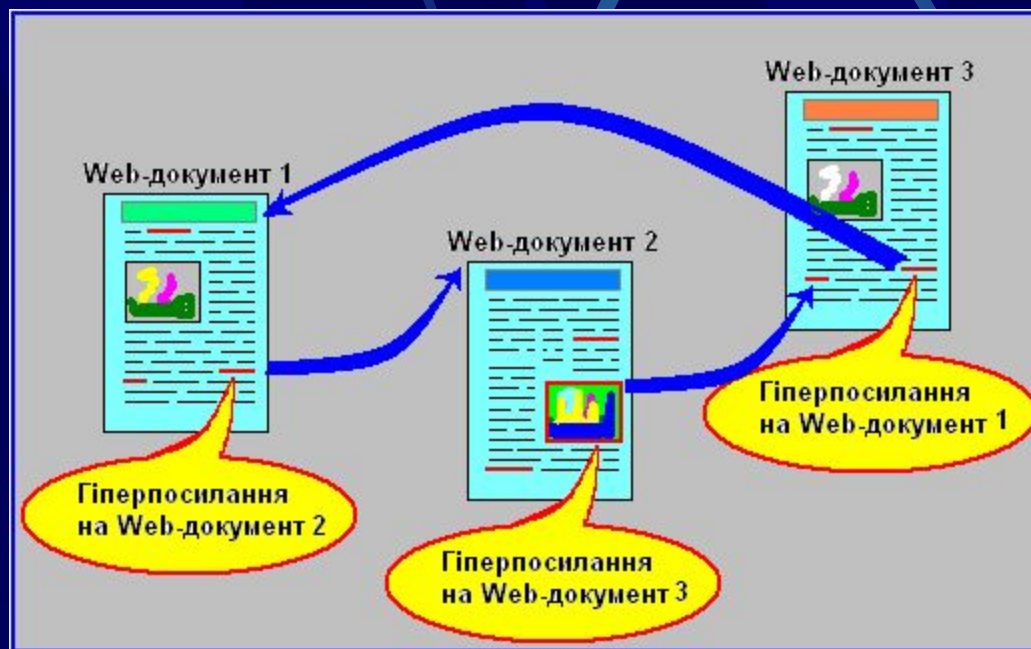 Web-документ 3
Web-документ 1
Web-документ 2
Гіперпосилання
на Web-документ 1
Гіперпосилання
на Web-документ 2
Гіперпосилання
на Web-документ 3